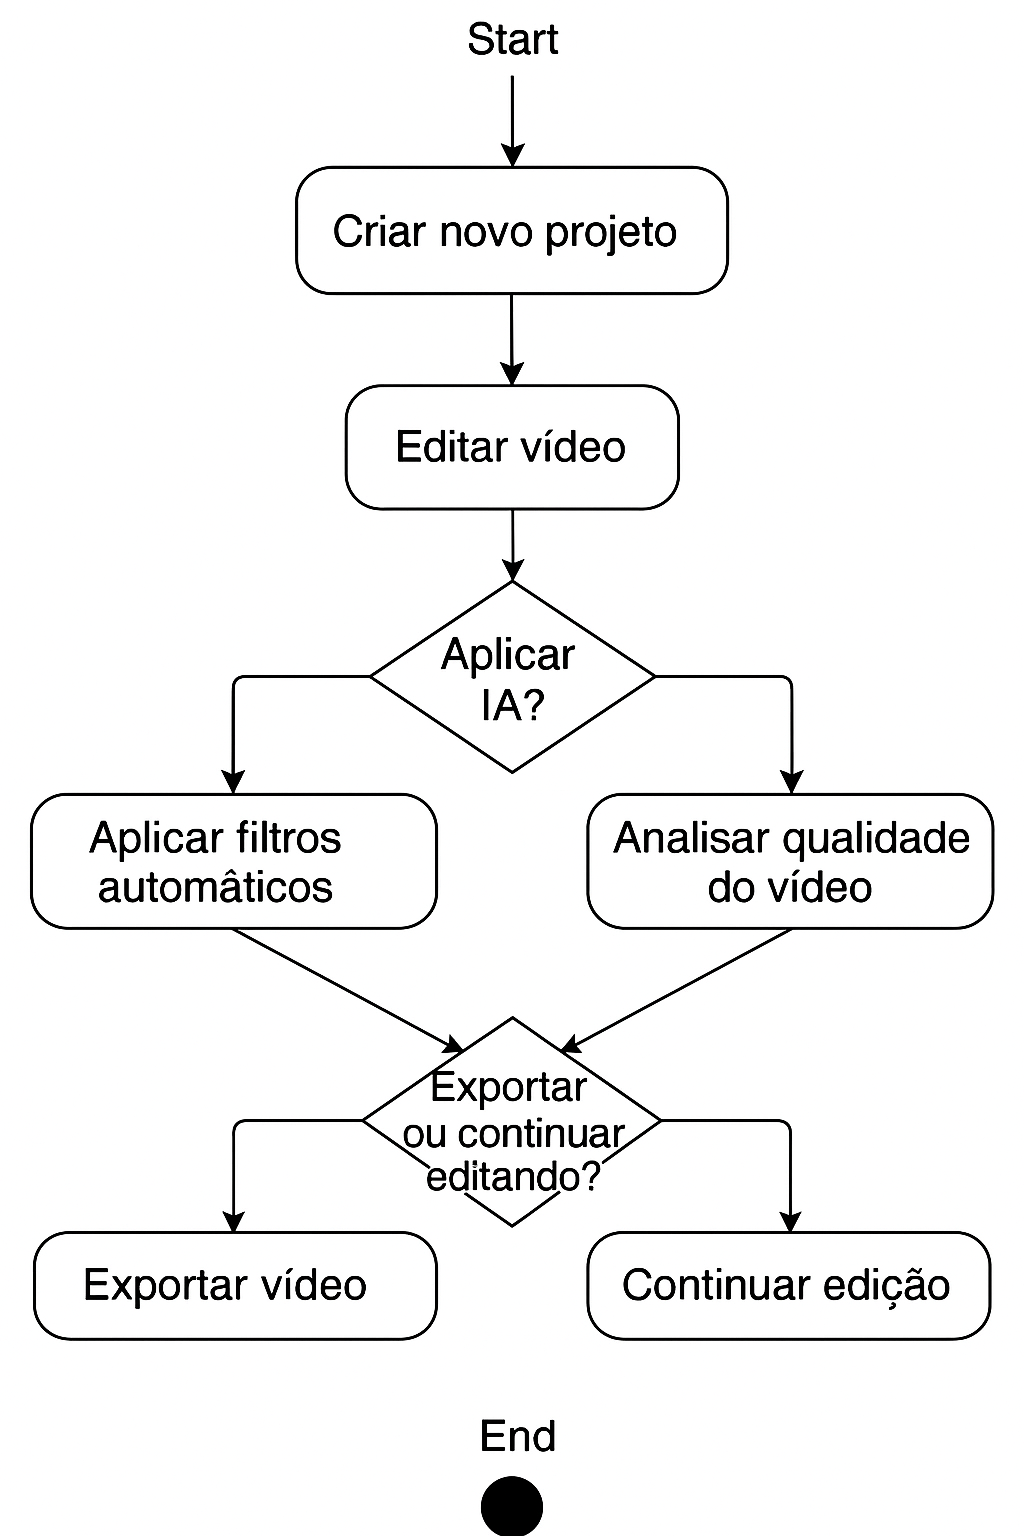 Start
Criar novo projeto
Editar vídeo
Aplicar
IA?
Aplicar filtros
automâticos
Analisar qualidade
do vídeo
Exportar
ou continuar
editando?
Exportar vídeo
Continuar edição
End